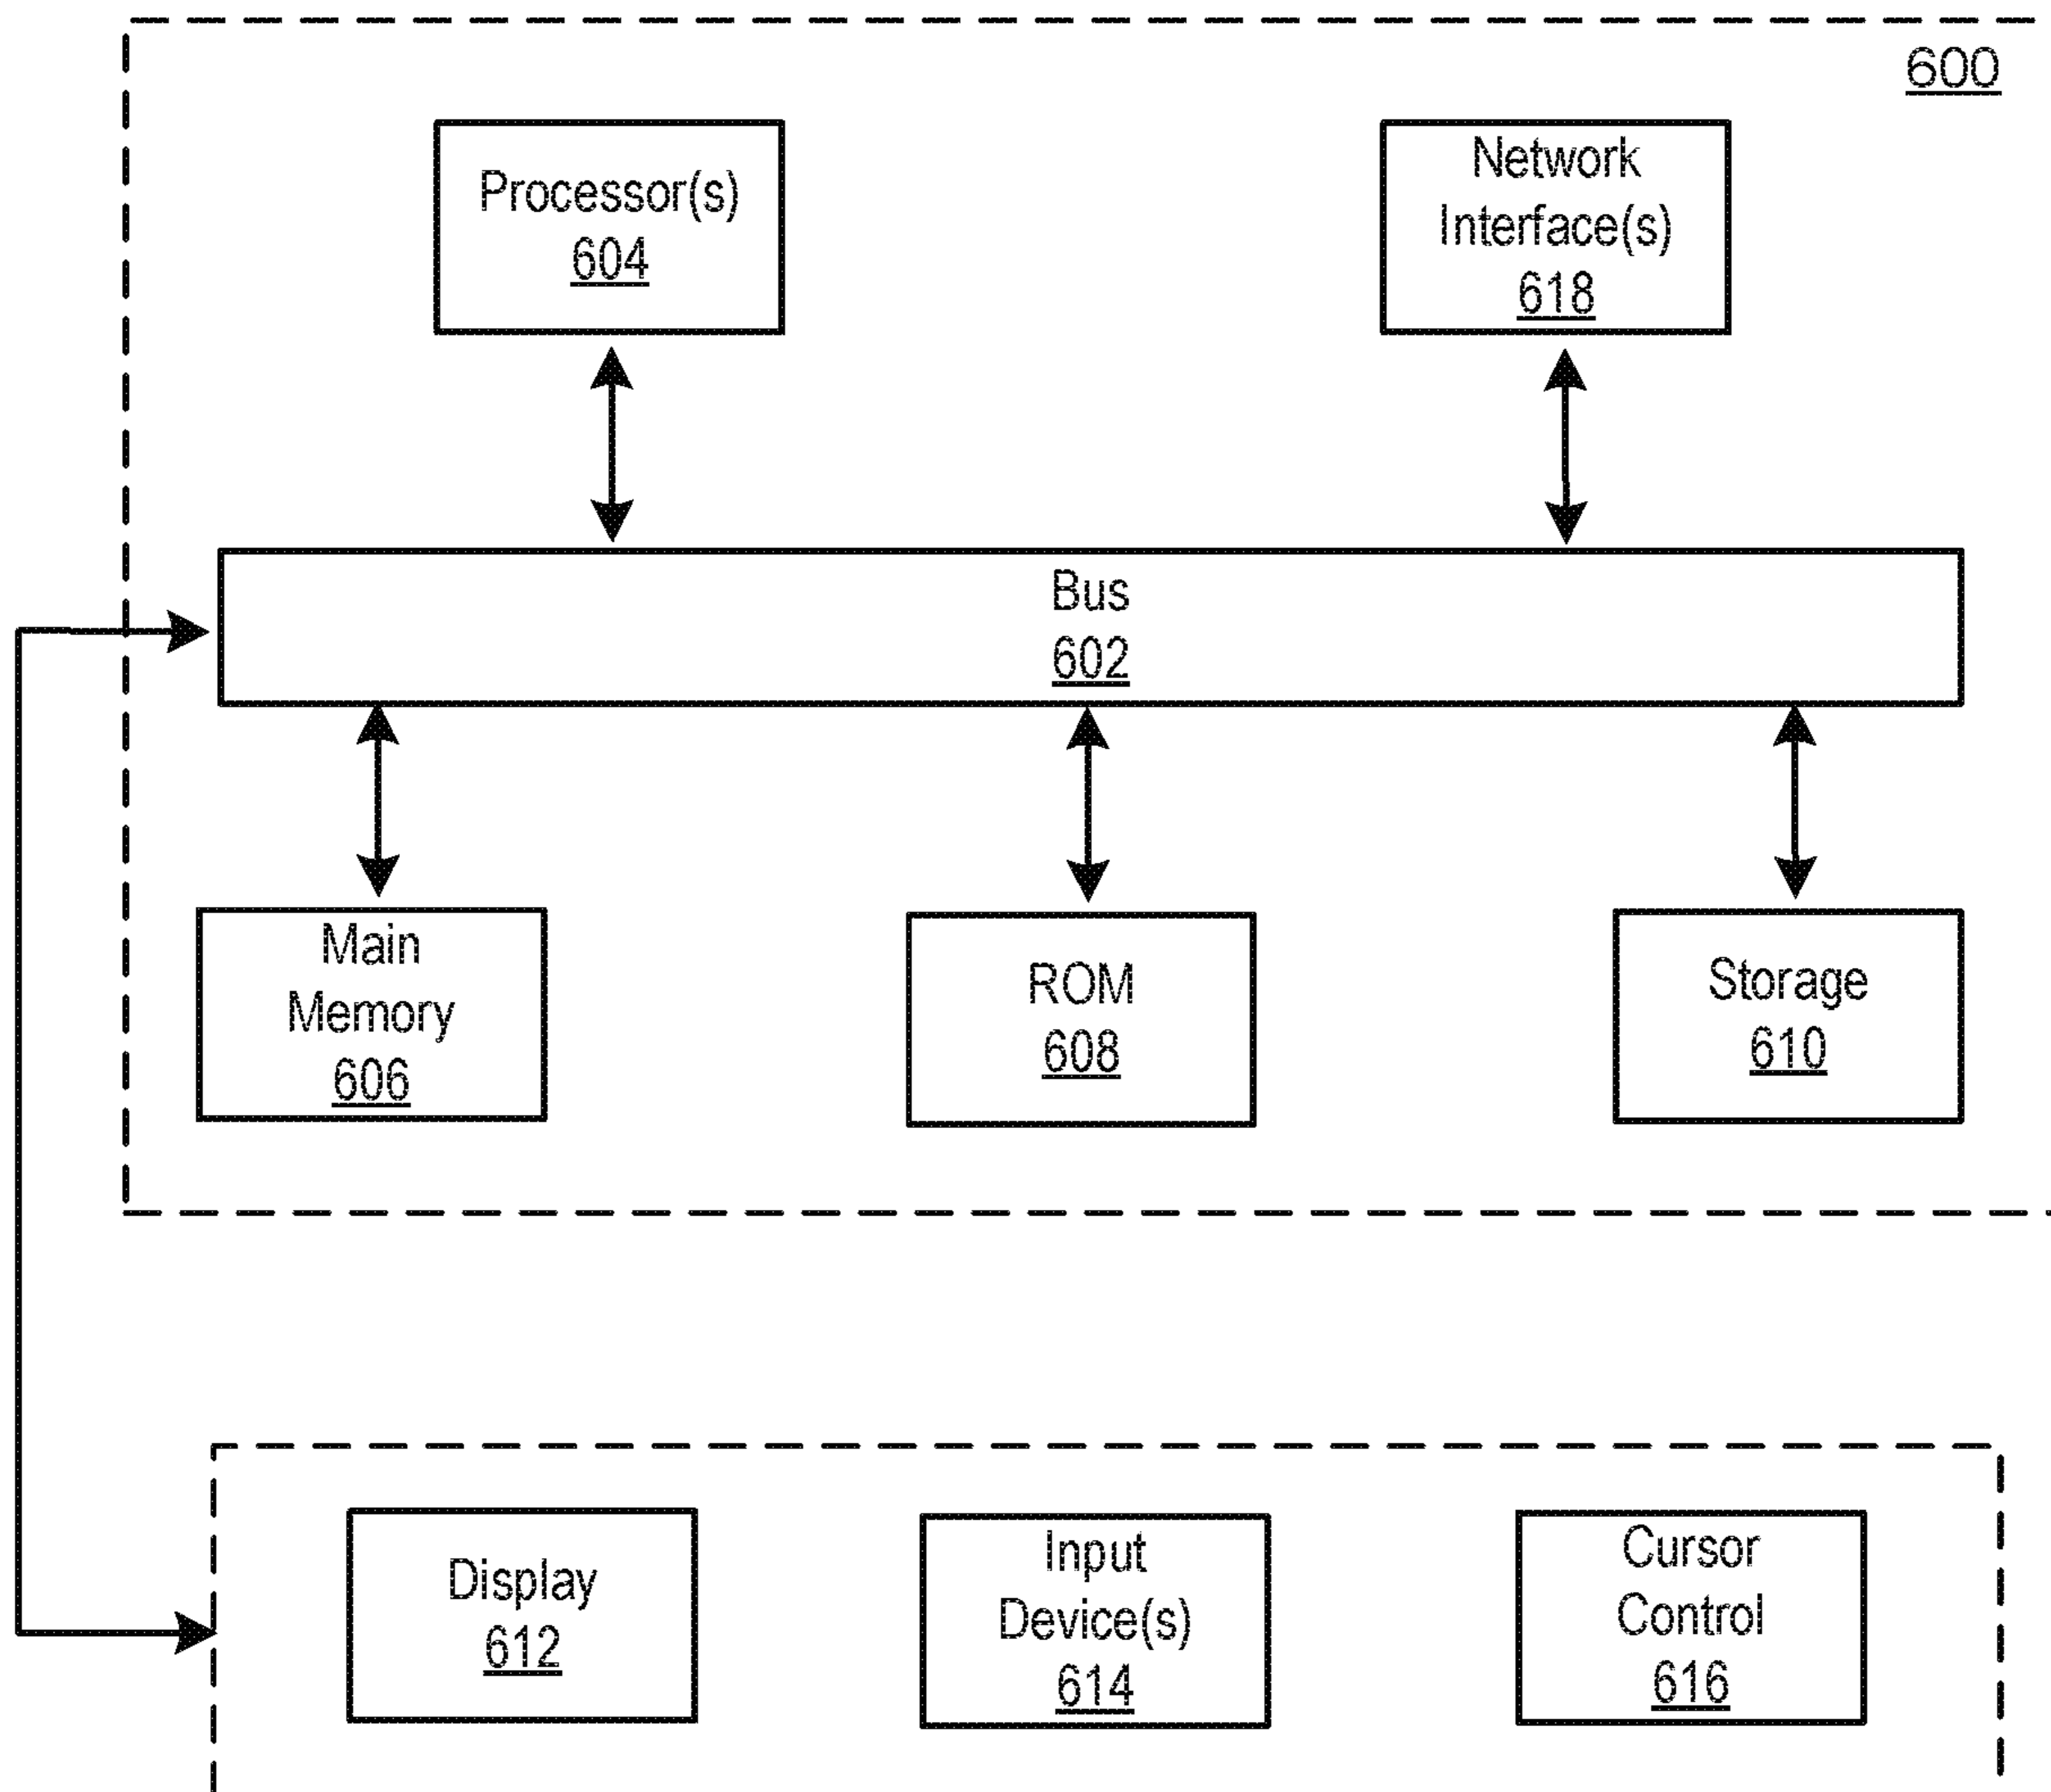 600
Processor(s)
604
Network
Interface(s)
618
Bus
602
Main
Memory
606
ROM
608
Storage
610
Display
612
Input
Device(s)
614
Cursor
Control
616